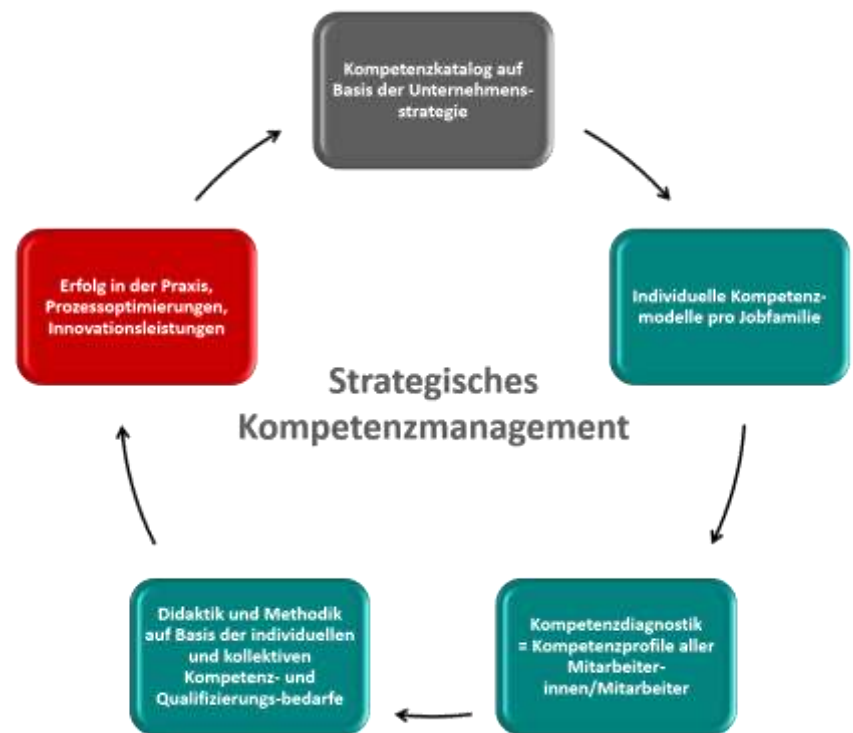 Kompetenzkatalog auf
Basis der Unternehmens-
strategie
Individuelle Kompetenz-
modelle pro Jobfamilie
Kompetenzdiagnostik
= Kompetenzprofile aller
Mitarbeiter-
innen/Mitarbeiter
Didaktik und Methodik
auf Basis der individuellen
und kollektiven
Kompetenz- und
Qualifizierungs-bedarfe
Erfolg in der Praxis,
Prozessoptimierungen,
Innovationsleistungen
Strategisches
Kompetenzmanagement